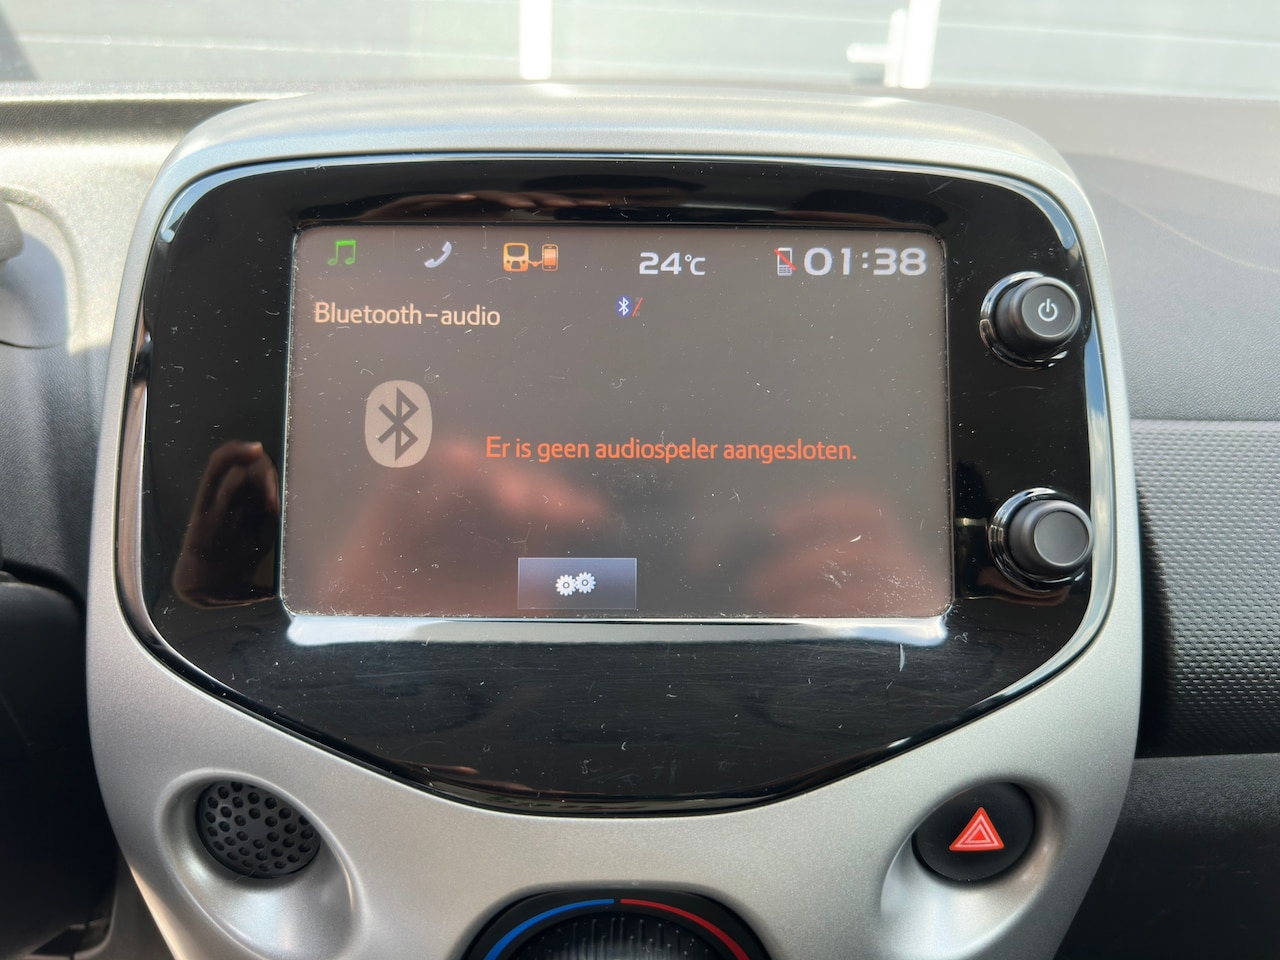 24°C
01:38
Bluetooth-audio
Er is geen audiospeler aangesloten.